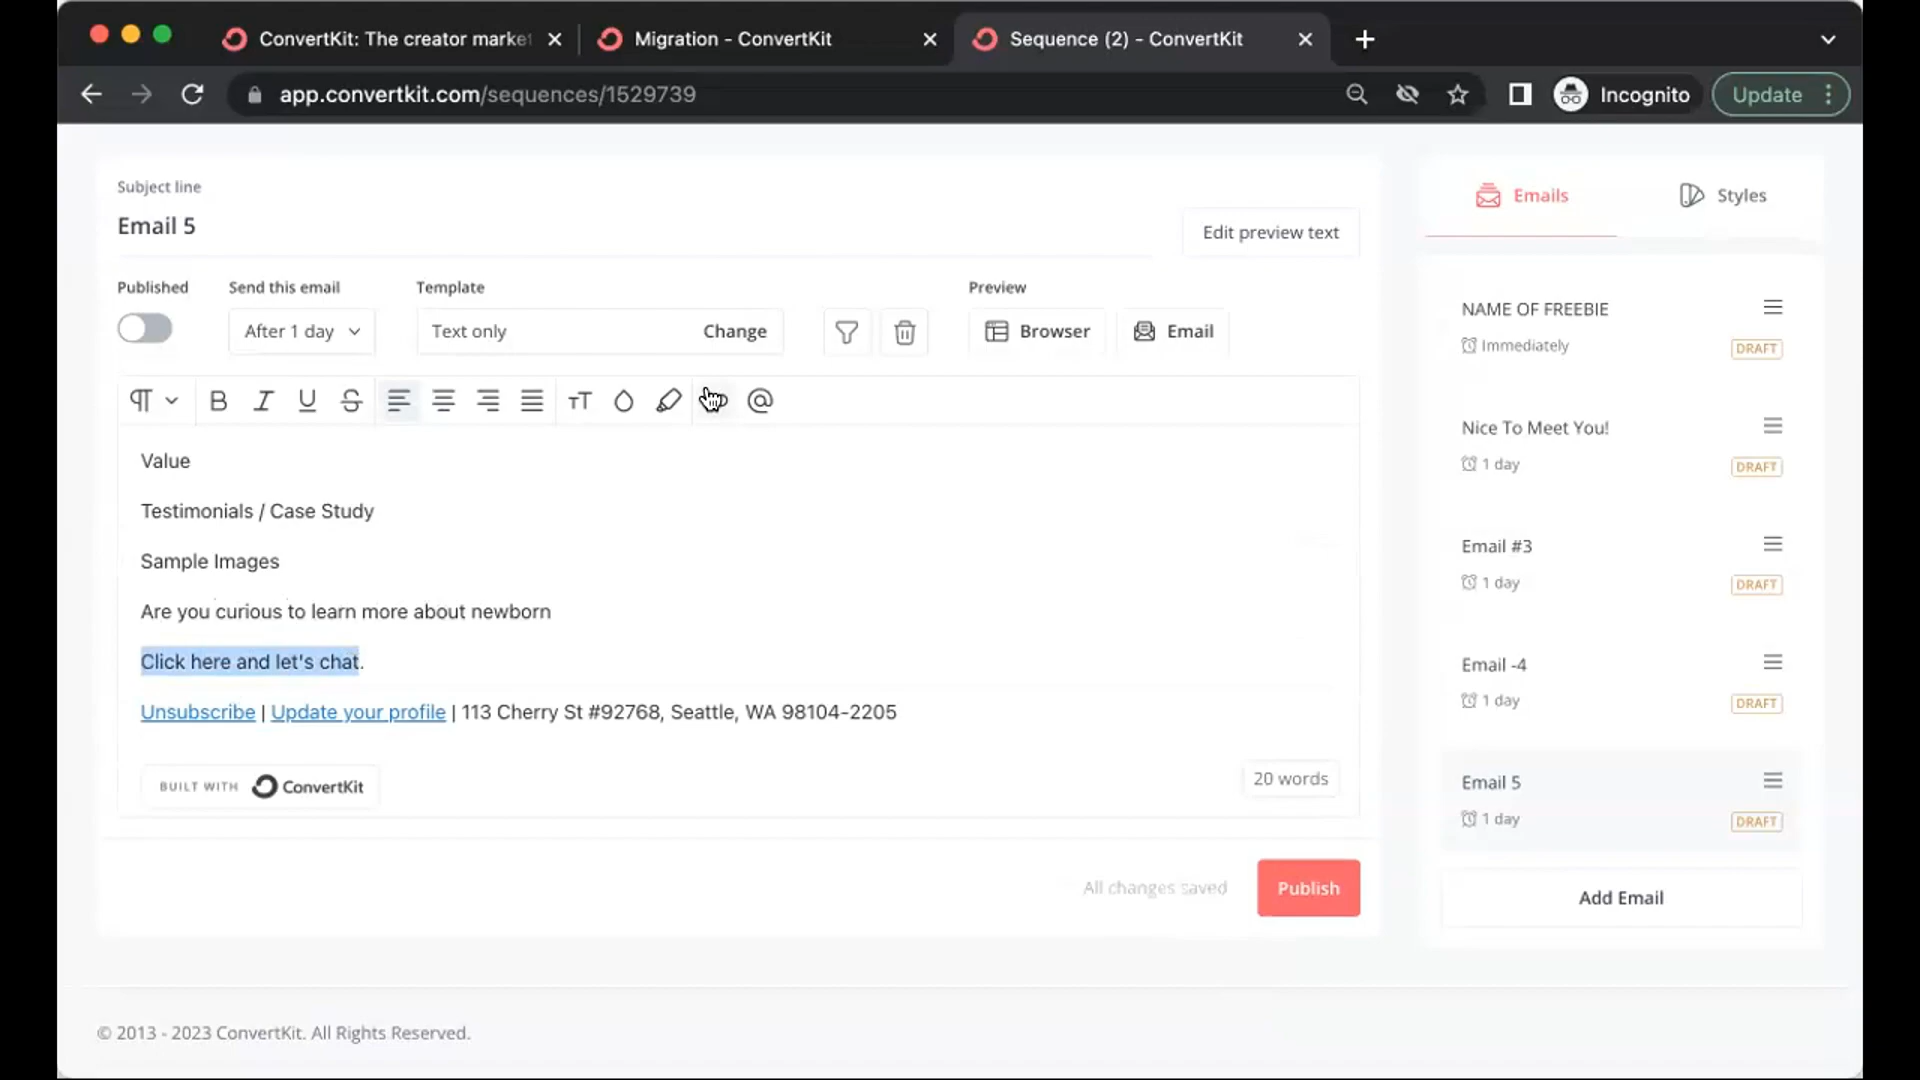 ConvertKit: The creator marke
Migration - ConvertKit
Sequence (2) - ConvertKit
app.convertkit.com/sequences/1529739
Incognito
Update
Subject line
Email 5
Edit preview text
Published
Send this email
Template
Preview
After 1 day
Text only
Change
Browser
Email
Value
Testimonials / Case Study
Sample Images
Are you curious to learn more about newborn
Click here and let's chat.
Unsubscribe | Update your profile | 113 Cherry St #92768, Seattle, WA 98104-2205
BUILT WITH ConvertKit
20 words
All changes saved
Publish
Emails
Styles
NAME OF FREEBIE
Immediately
DRAFT
Nice To Meet You!
1 day
DRAFT
Email #3
1 day
DRAFT
Email -4
1 day
DRAFT
Email 5
1 day
DRAFT
Add Email
© 2013 - 2023 ConvertKit. All Rights Reserved.